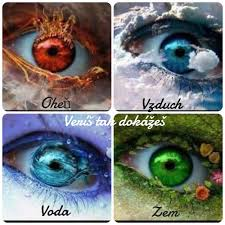 Oheň Vzduch
Veríš tak dokážeš
Voda Zem